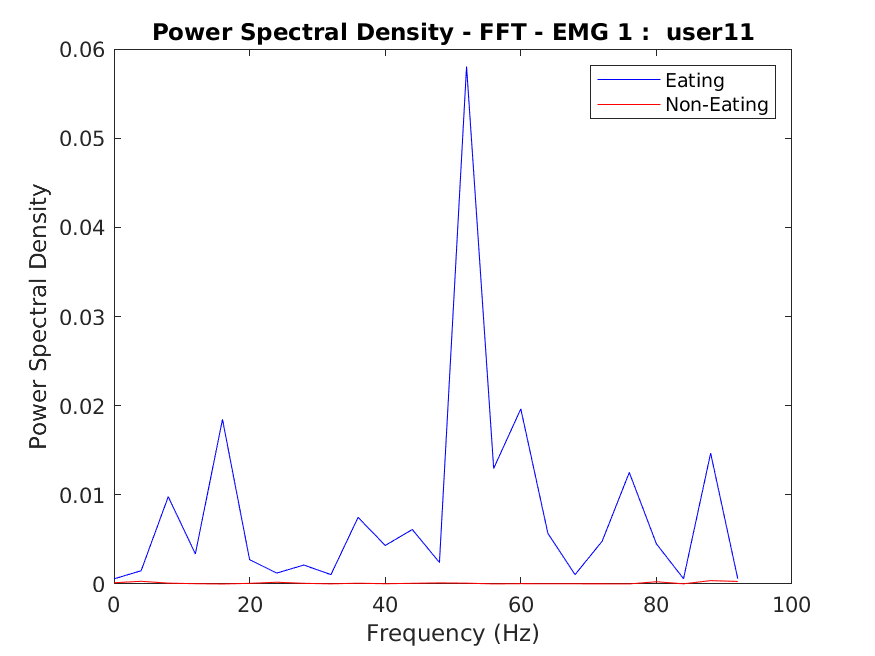 Power Spectral Density - FFT - EMG 1 :  user11
Eating
Non-Eating
Power Spectral Density
0.06
0.05
0.04
0.03
0.02
0.01
0
0 20 40 60 80 100
Frequency (Hz)